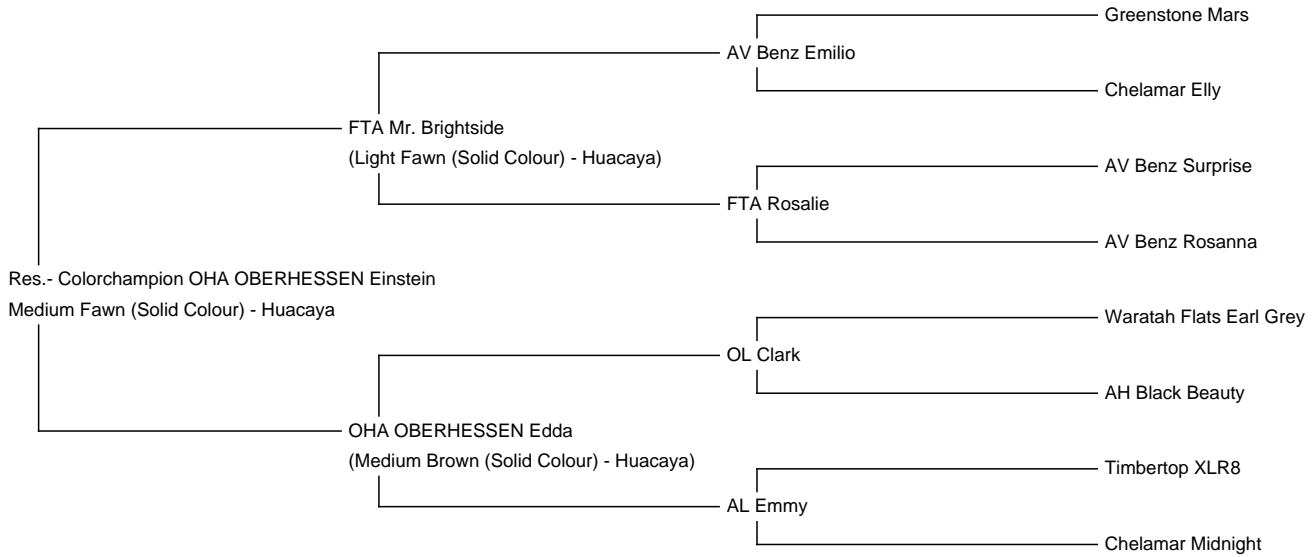 Greenstone Mars
AV Benz Emilio
Chelamar Elly
FTA Mr. Brightside
(Light Fawn (Solid Colour) - Huacaya)
AV Benz Surprise
FTA Rosalie
AV Benz Rosanna
Res.- Colorchampion OHA OBERHESSEN Einstein
Medium Fawn (Solid Colour) - Huacaya
Waratah Flats Earl Grey
OL Clark
AH Black Beauty
OHA OBERHESSEN Edda
(Medium Brown (Solid Colour) - Huacaya)
Timbertop XLR8
AL Emmy
Chelamar Midnight